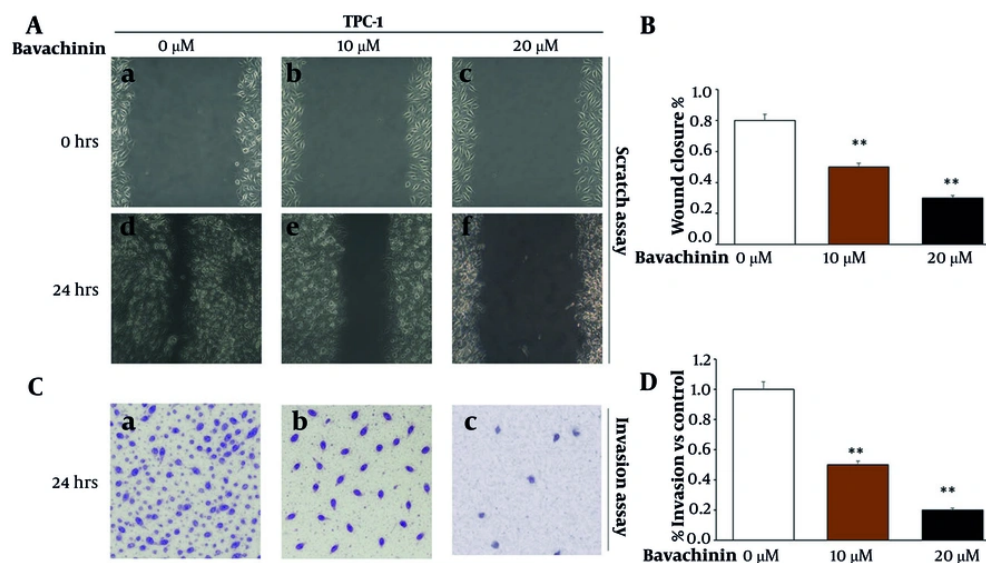 A
TPC-1
Bavachinin 0 μM 10 μM 20 μM
a b c
0 hrs
d e f
24 hrs
Scratch assay
B
Wound closure %
1.0
0.8
0.6
0.4
0.2
0.0
** **
Bavachinin 0 μM 10 μM 20 μM
C
a b c
24 hrs
Invasion assay
D
% Invasion vs control
1.2
1.0
0.8
0.6
0.4
0.2
0.0
** **
Bavachinin 0 μM 10 μM 20 μM